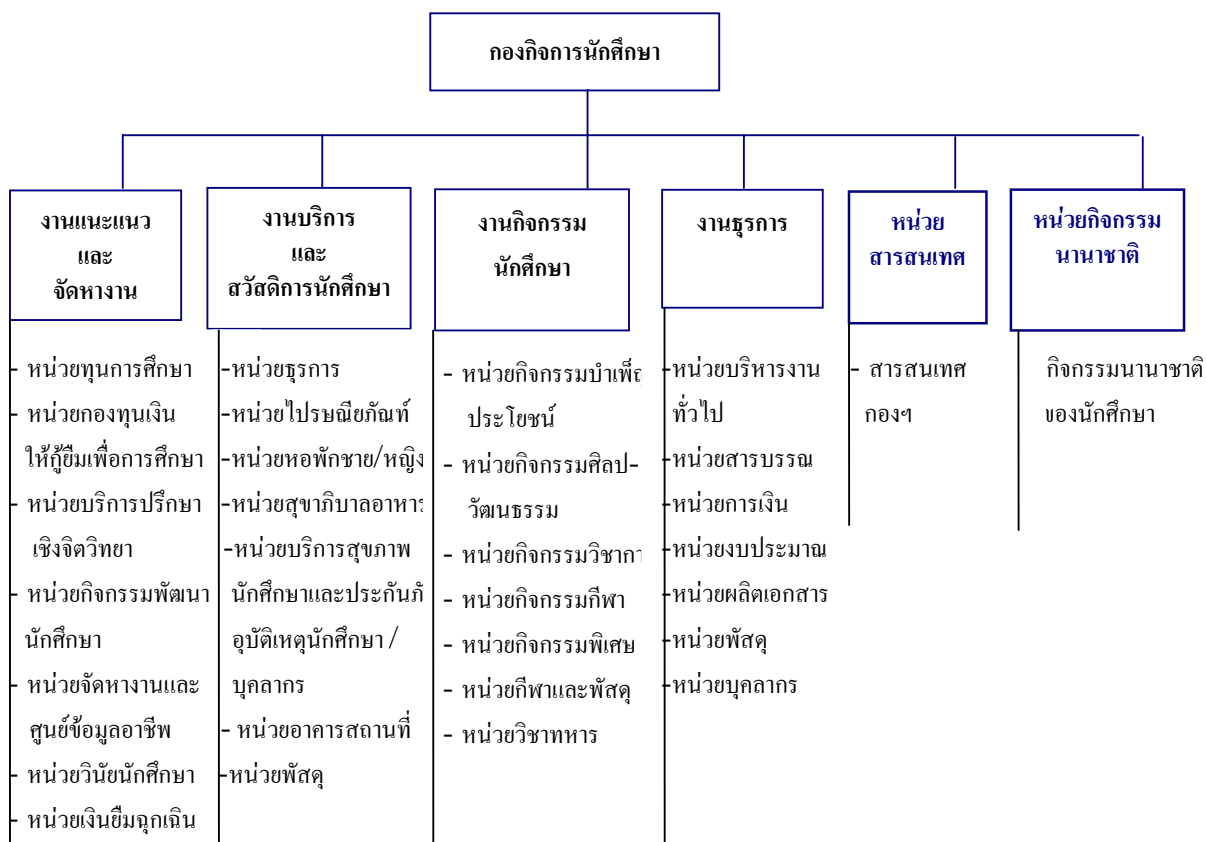 กองกิจการนักศึกษา
งานแนะแนว
และ
จัดหางาน
- หน่วยทุนการศึกษา
- หน่วยกองทุนเงิน
ให้กู้ยืมเพื่อการศึกษา
- หน่วยบริการปรึกษา
เชิงจิตวิทยา
- หน่วยกิจกรรมพัฒนา
นักศึกษา
- หน่วยจัดหางานและ
ศูนย์ข้อมูลอาชีพ
- หน่วยวินัยนักศึกษา
- หน่วยเงินยืมฉุกเฉิน
งานบริการ
และ
สวัสดิการนักศึกษา
-หน่วยธุรการ
-หน่วยไปรษณียภัณฑ์
-หน่วยหอพักชาย/หญิง
-หน่วยสุขาภิบาลอาหาร
-หน่วยบริการสุขภาพ
นักศึกษาและประกันภั
อุบัติเหตุนักศึกษา /
บุคลากร
- หน่วยอาคารสถานที่
-หน่วยพัสดุ
งานกิจกรรม
นักศึกษา
- หน่วยกิจกรรมบำเพ็ญ
ประโยชน์
- หน่วยกิจกรรมศิลป-
วัฒนธรรม
- หน่วยกิจกรรมวิชากา
- หน่วยกิจกรรมกีฬา
- หน่วยกิจกรรมพิเศษ
- หน่วยกีฬาและพัสดุ
- หน่วยวิชาทหาร
งานธุรการ
-หน่วยบริหารงาน
ทั่วไป
-หน่วยสารบรรณ
-หน่วยการเงิน
-หน่วยงบประมาณ
-หน่วยผลิตเอกสาร
-หน่วยพัสดุ
-หน่วยบุคลากร
หน่วย
สารสนเทศ
- สารสนเทศ
กองฯ
หน่วยกิจกรรม
นานาชาติ
กิจกรรมนานาชาติ
ของนักศึกษา